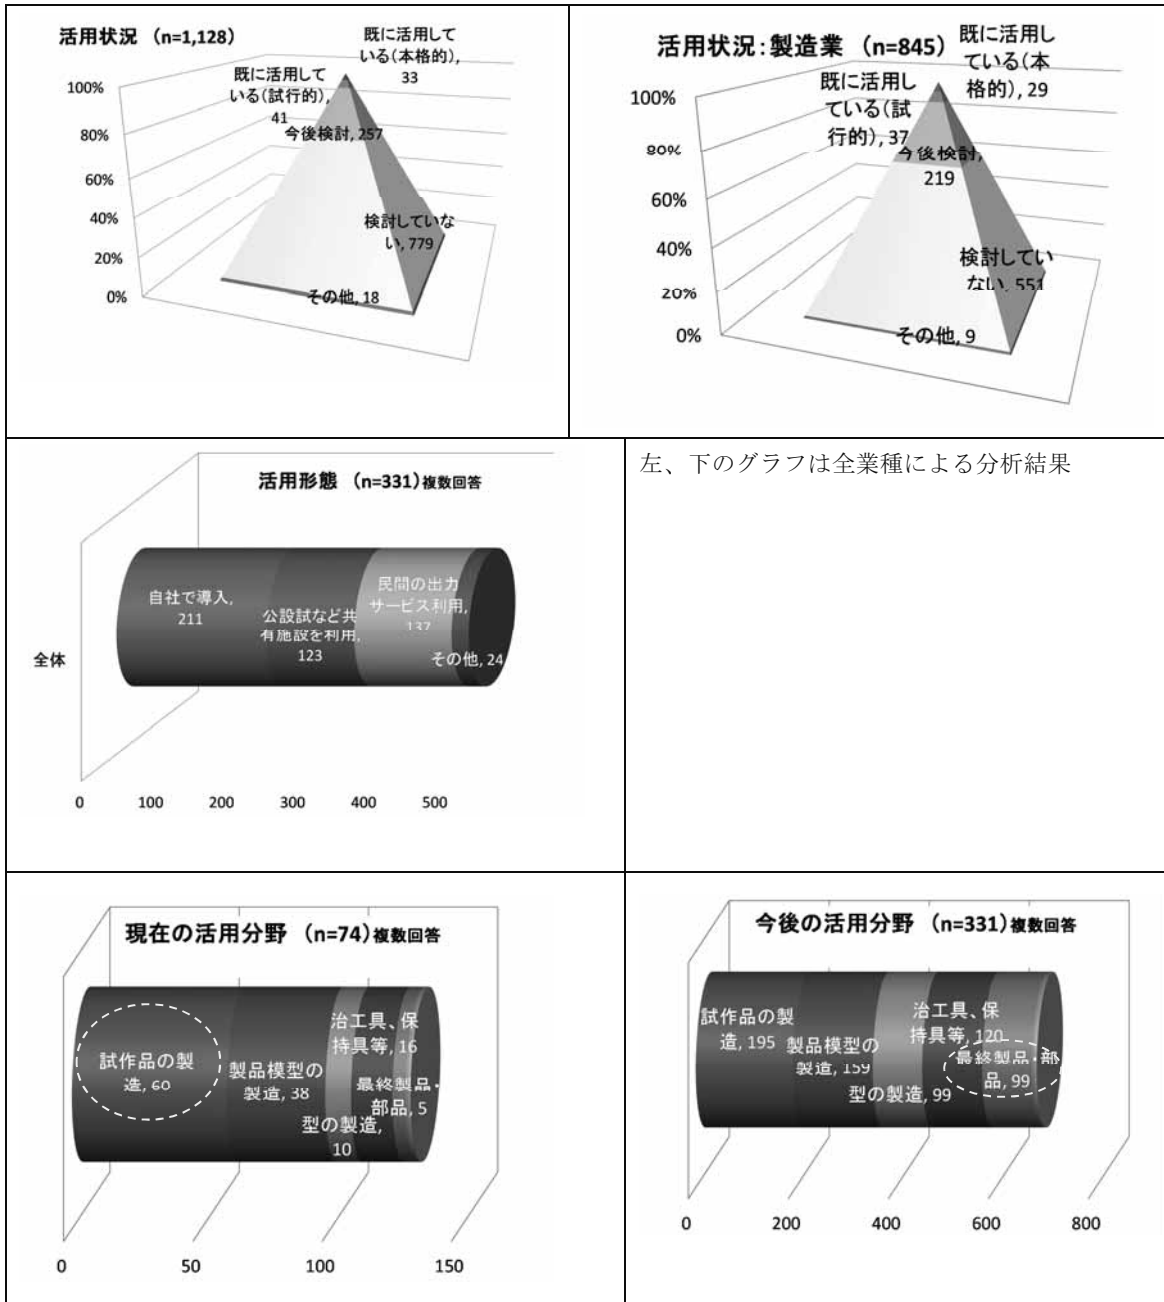 活用状況 (n=1,128)
既に活用して
いる(本格的),
33
既に活用して
いる(試行的),
41
今後検討, 257
検討していな
い, 779
その他, 18
100%
80%
60%
40%
20%
0%
活用状況:製造業 (n=845)
既に活用し
ている(本
格的), 29
既に活用し
ている(試
行的), 37
今後検討,
219
検討してい
ない, 551
その他, 9
100%
80%
60%
40%
20%
0%
活用形態 (n=331)複数回答
自社で導入,
211
公設試など共
有施設を利用,
123
民間の出力
サービス利用,
137
その他, 24
全体
0 100 200 300 400 500
左、下のグラフは全業種による分析結果
現在の活用分野 (n=74)複数回答
試作品の製
造, 60
製品模型の
製造, 38
型の製造,
10
治工具、保
持具等, 16
最終製品・
部品, 5
0 50 100 150
今後の活用分野 (n=331)複数回答
試作品の製
造, 195
製品模型の
製造, 159
型の製造, 99
治工具、保
持具等, 120
最終製品・部
品, 99
0 200 400 600 800